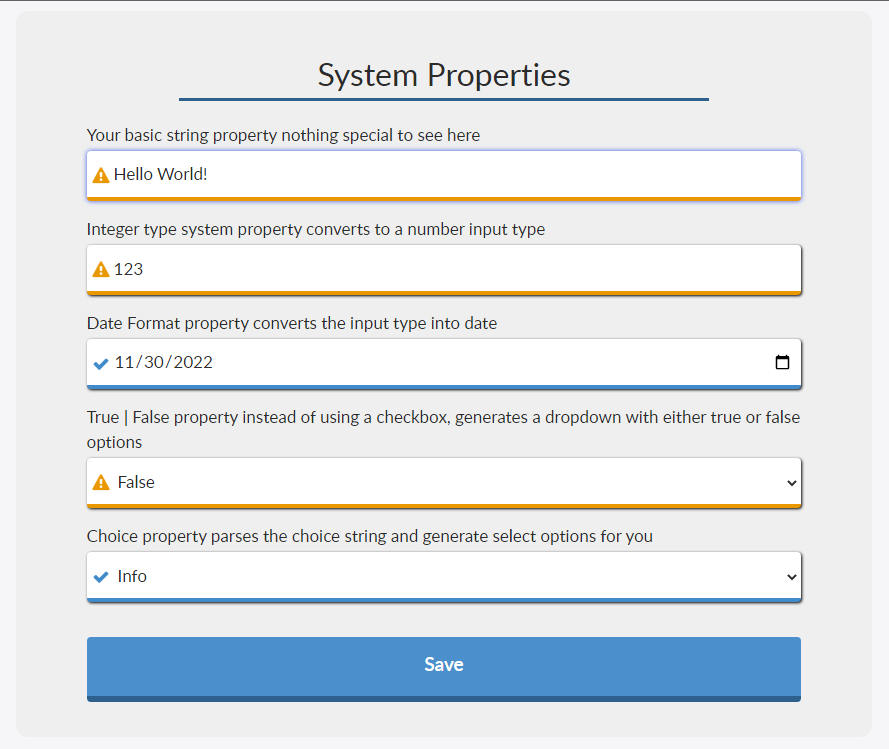 System Properties
Your basic string property nothing special to see here
Hello World!
Integer type system property converts to a number input type
123
Date Format property converts the input type into date
11/30/2022
True | False property instead of using a checkbox, generates a dropdown with either true or false
options
False
Choice property parses the choice string and generate select options for you
Info
Save